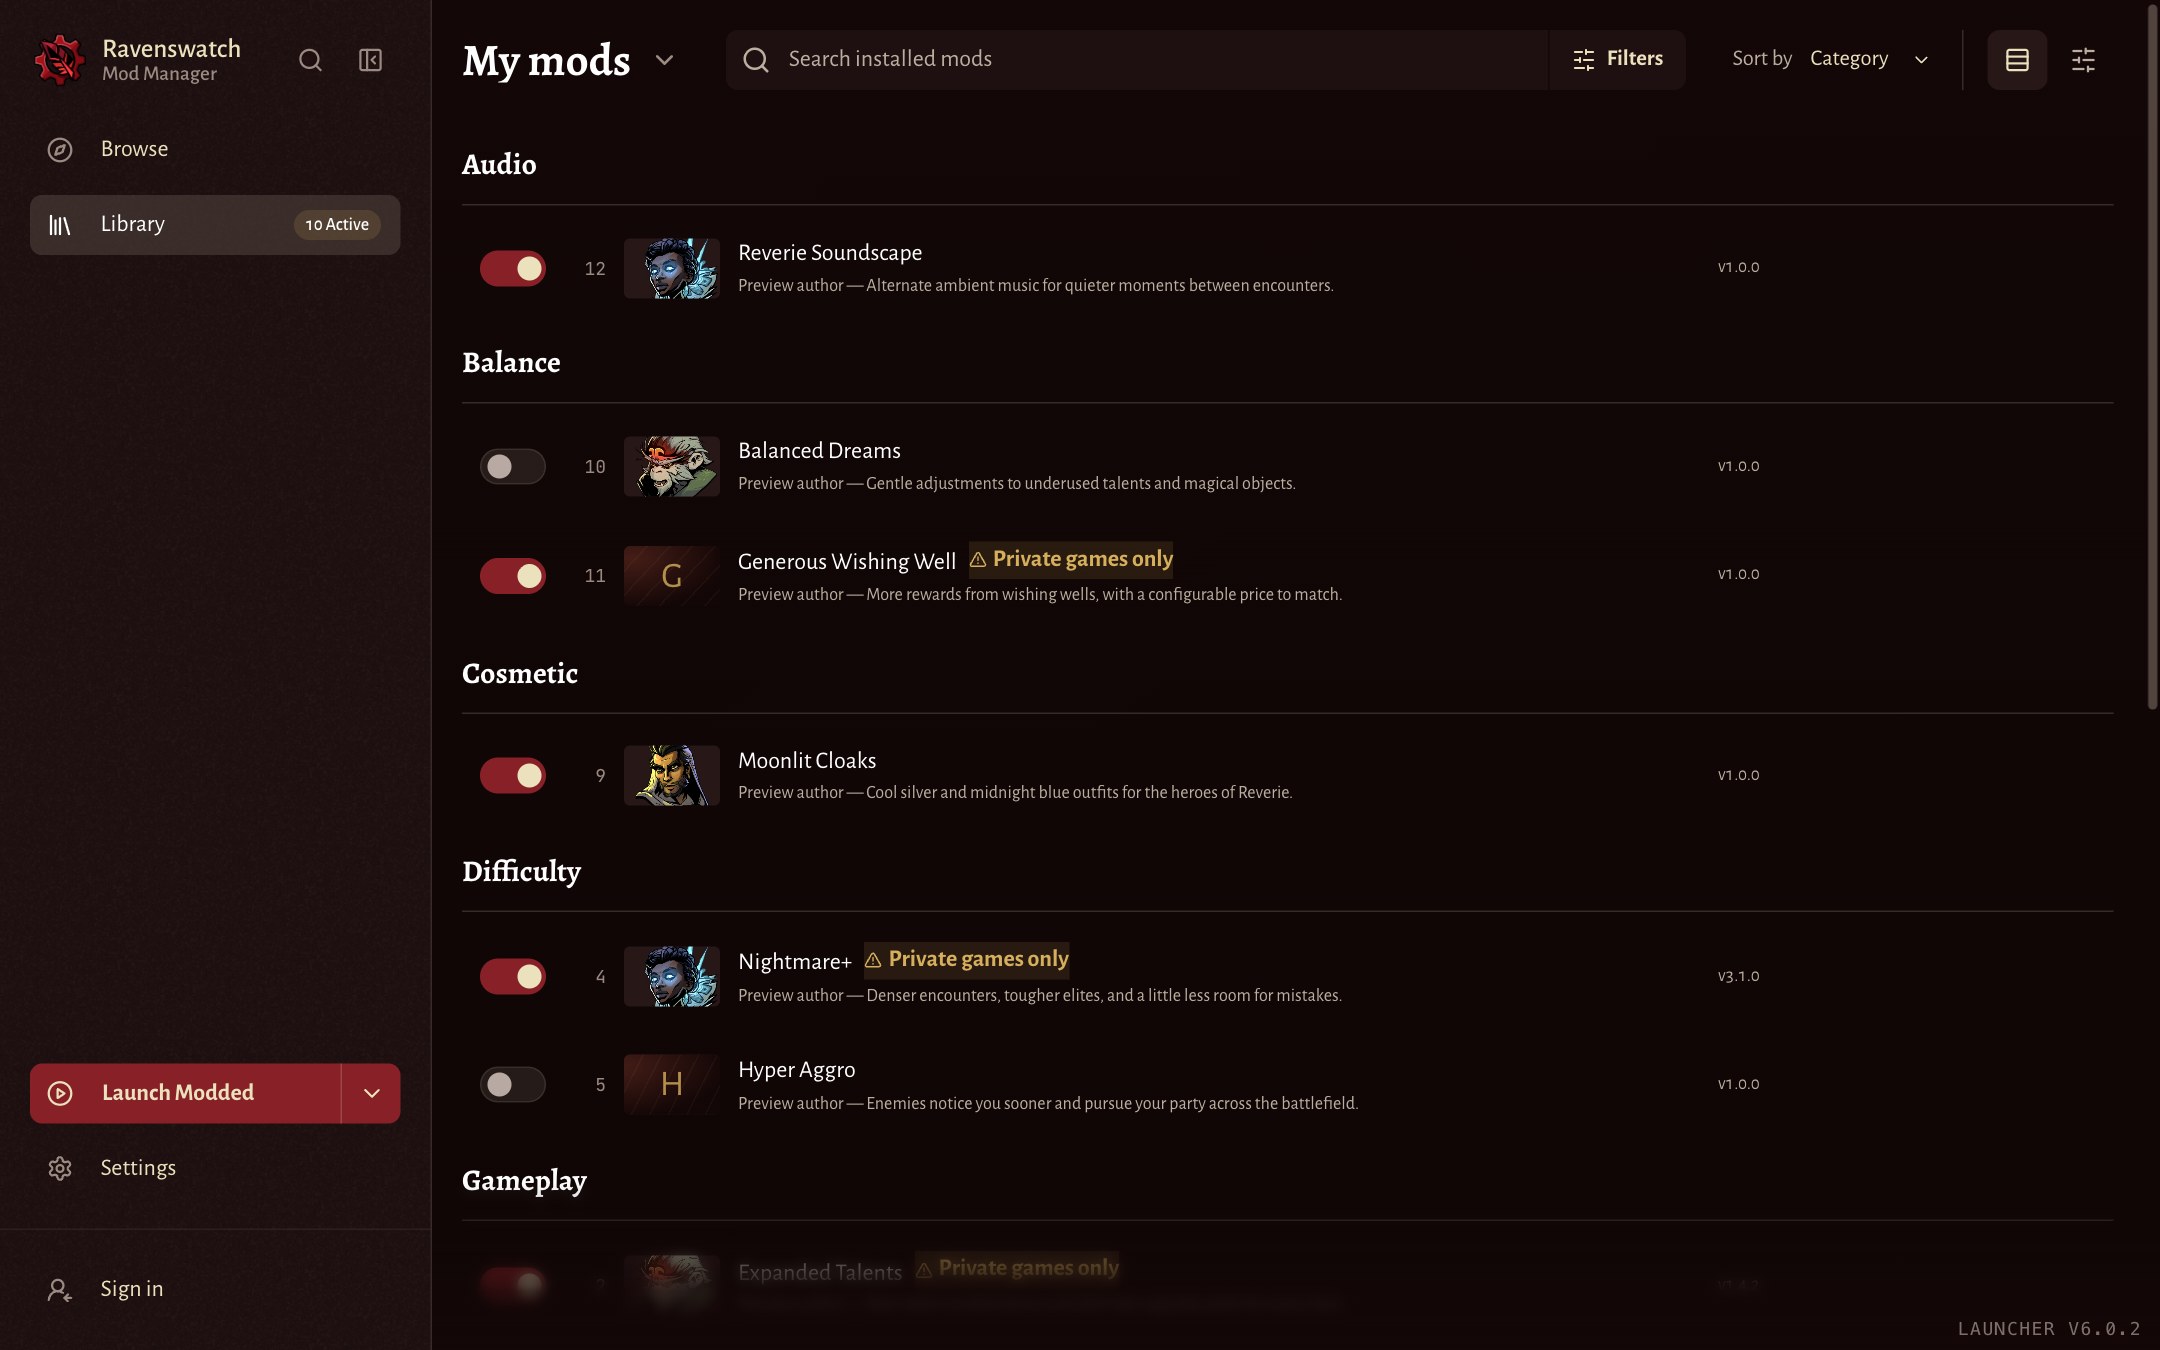 Ravenswatch
Mod Manager
Browse
Library
10 Active
Launch Modded
Settings
Sign in
My mods
Search installed mods
Filters
Sort by Category
Audio
12
Reverie Soundscape
Preview author — Alternate ambient music for quieter moments between encounters.
v1.0.0
Balance
10
Balanced Dreams
Preview author — Gentle adjustments to underused talents and magical objects.
v1.0.0
11
G
Generous Wishing Well
Private games only
Preview author — More rewards from wishing wells, with a configurable price to match.
v1.0.0
Cosmetic
9
Moonlit Cloaks
Preview author — Cool silver and midnight blue outfits for the heroes of Reverie.
v1.0.0
Difficulty
4
Nightmare+
Private games only
Preview author — Denser encounters, tougher elites, and a little less room for mistakes.
v3.1.0
5
H
Hyper Aggro
Preview author — Enemies notice you sooner and pursue your party across the battlefield.
v1.0.0
Gameplay
Expanded Talents
Private games only
LAUNCHER V6.0.2